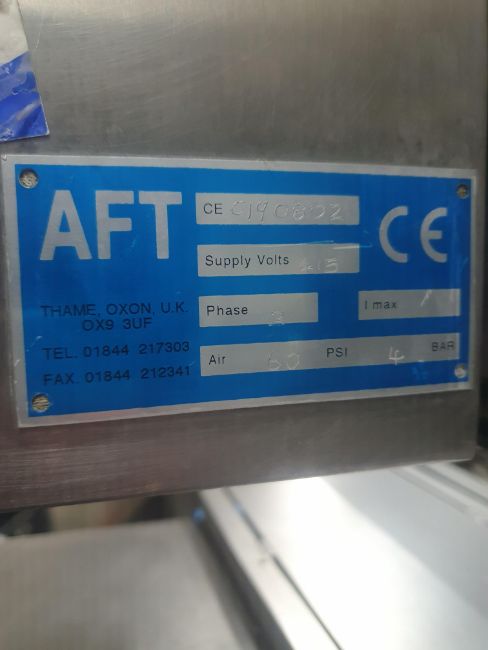 AFT
CE C190802
Supply Volts 415
Phase 3
I max
Air 60 PSI 4 BAR
THAME, OXON, U.K.
OX9 3UF
TEL. 01844 217303
FAX. 01844 212341
CE